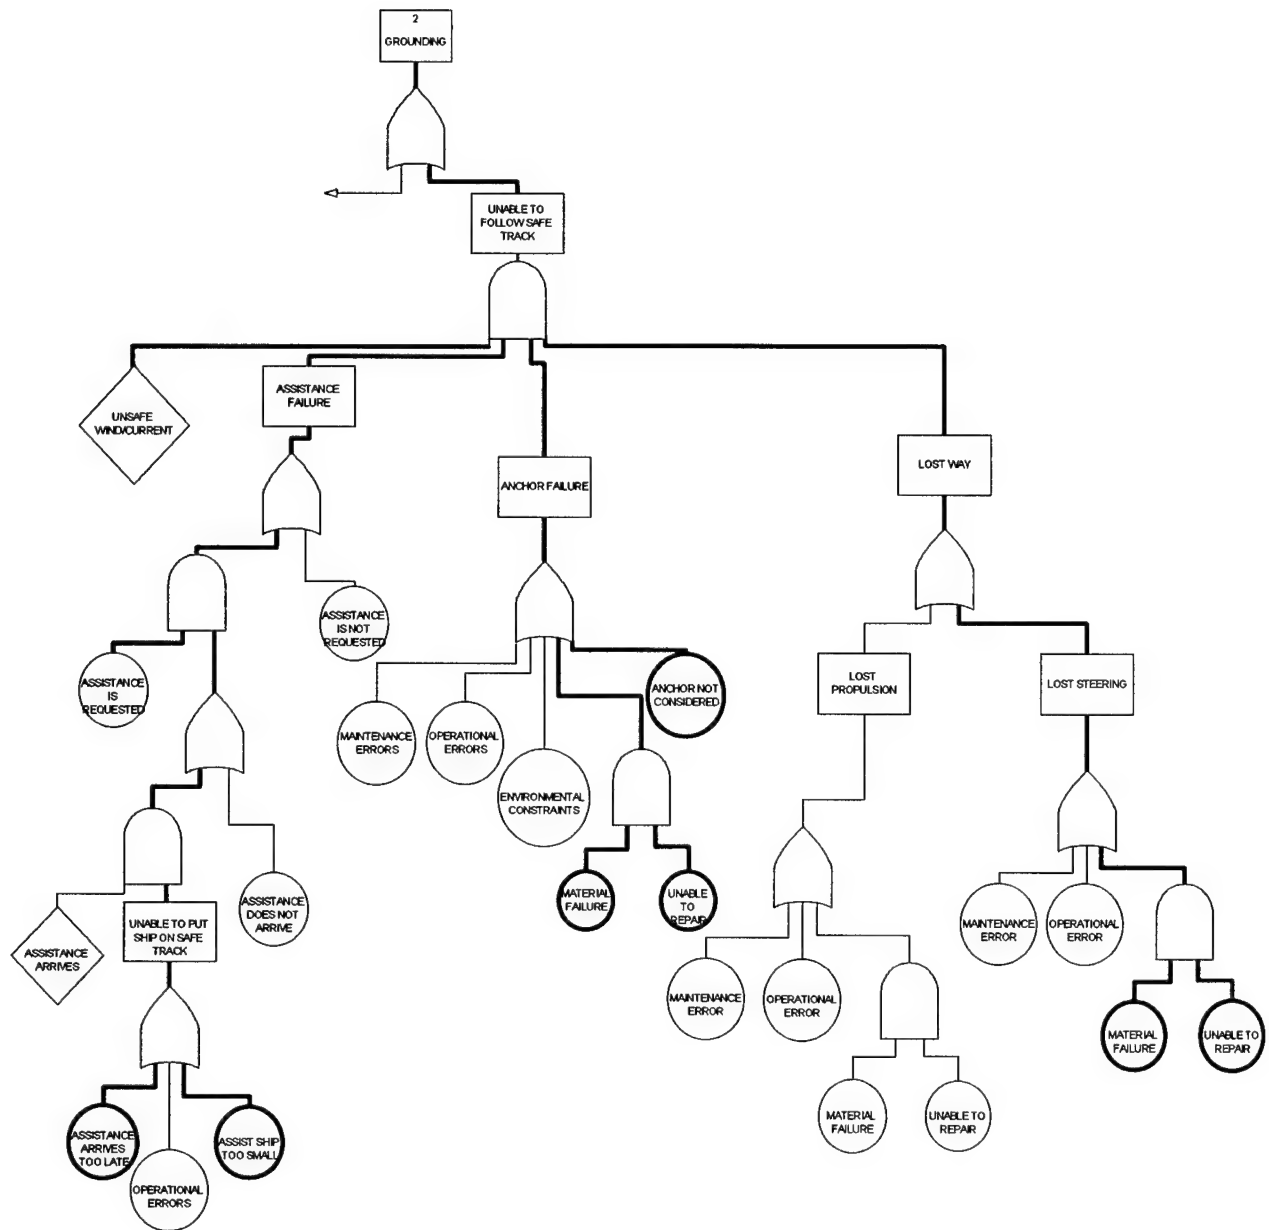 2
GROUNDING
UNABLE TO
FOLLOW SAFE
TRACK
ASSISTANCE
FAILURE
UNSAFE
WIND/CURRENT
LOST WAY
ANCHOR FAILURE
ASSISTANCE
IS NOT
REQUESTED
ASSISTANCE
IS
REQUESTED
ANCHOR NOT
CONSIDERED
LOST
PROPULSION
LOST STEERING
MAINTENANCE
ERRORS
OPERATIONAL
ERRORS
ENVIRONMENTAL
CONSTRAINTS
MATERIAL
FAILURE
UNABLE
TO
REPAIR
ASSISTANCE
DOES NOT
ARRIVE
UNABLE TO PUT
SHIP ON SAFE
TRACK
ASSISTANCE
ARRIVES
MAINTENANCE
ERROR
OPERATIONAL
ERROR
MAINTENANCE
ERROR
OPERATIONAL
ERROR
MATERIAL
FAILURE
UNABLE TO
REPAIR
MATERIAL
FAILURE
UNABLE TO
REPAIR
ASSISTANCE
ARRIVES
TOO LATE
ASSIST SHIP
TOO SMALL
OPERATIONAL
ERRORS